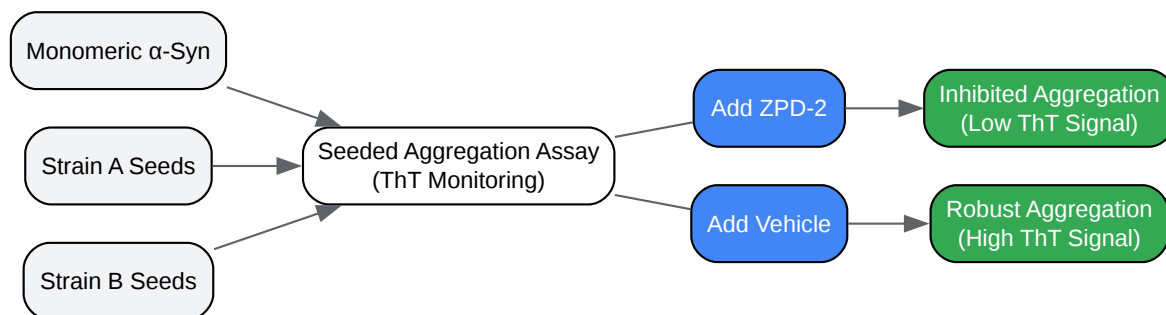 Monomeric α-Syn
Strain A Seeds
Strain B Seeds
Seeded Aggregation Assay
(ThT Monitoring)
Add ZPD-2
Add Vehicle
Inhibited Aggregation
(Low ThT Signal)
Robust Aggregation
(High ThT Signal)